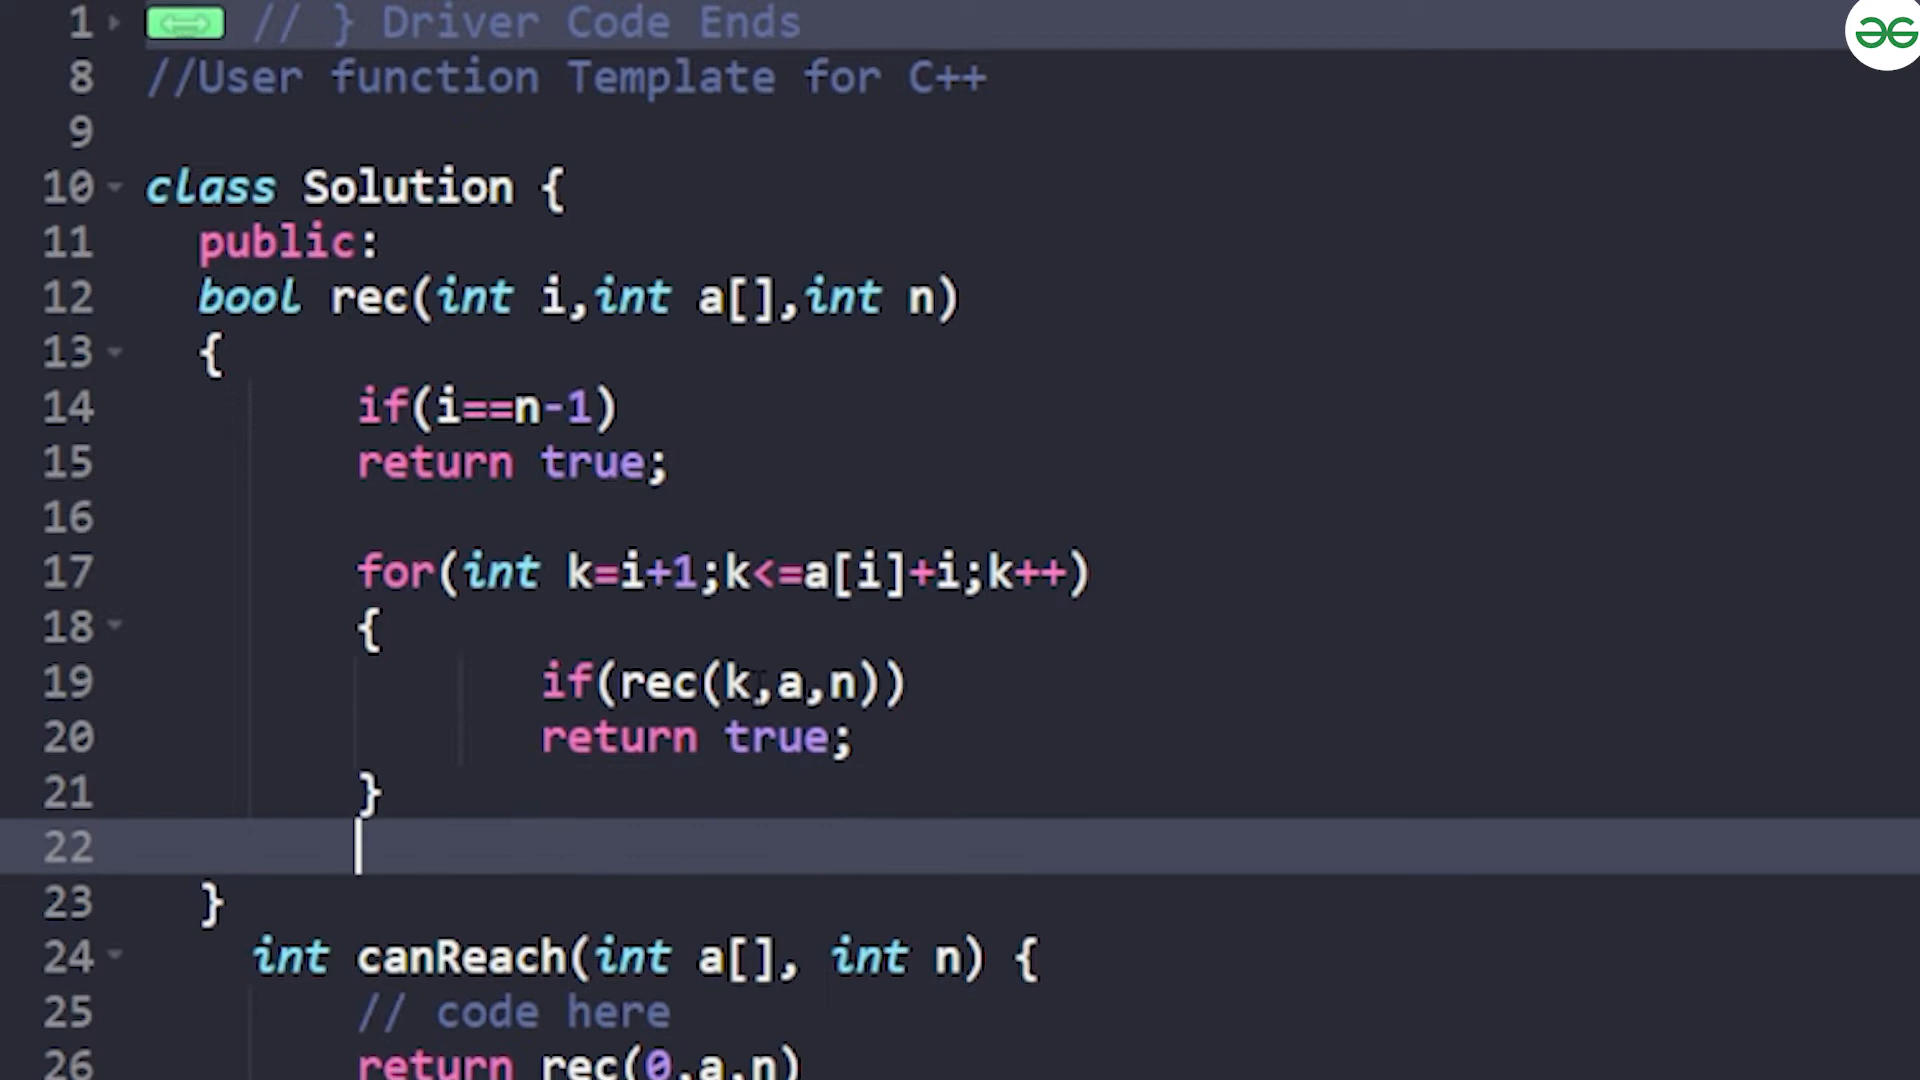 1 // } Driver Code Ends
8 //User function Template for C++
9
10 class Solution {
11 public:
12 bool rec(int i,int a[],int n)
13 {
14 if(i==n-1)
15 return true;
16
17 for(int k=i+1;k<=a[i]+i;k++)
18 {
19 if(rec(k,a,n))
20 return true;
21 }
22
23 }
24 int canReach(int a[], int n) {
25 // code here
26 return rec(0,a,n)